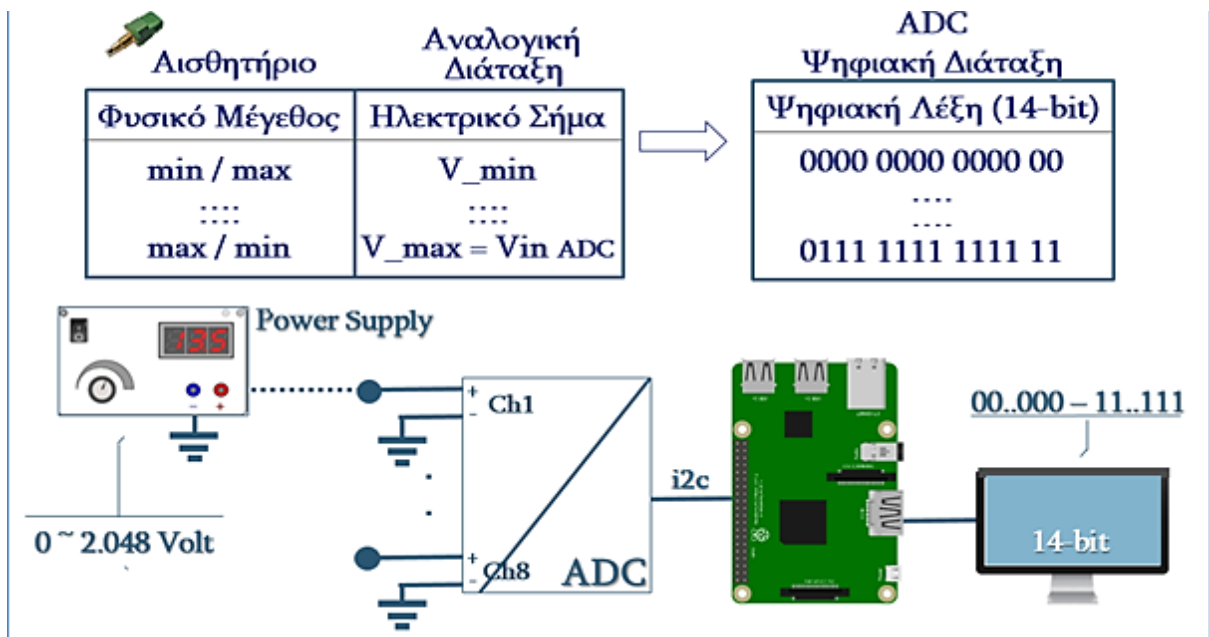 Αισθητήριο
Αναλογική
Διάταξη
ADC
Ψηφιακή Διάταξη
Φυσικό Μέγεθος
Ηλεκτρικό Σήμα
min / max
V_min
::::
::::
max / min
V_max = Vin ADC
Ψηφιακή Λέξη (14-bit)
0000 0000 0000 00
....
....
0111 1111 1111 11
Power Supply
135
- +
0 ~ 2.048 Volt
+
-
Ch1
+
-
Ch8
ADC
i2c
00..000 – 11..111
14-bit